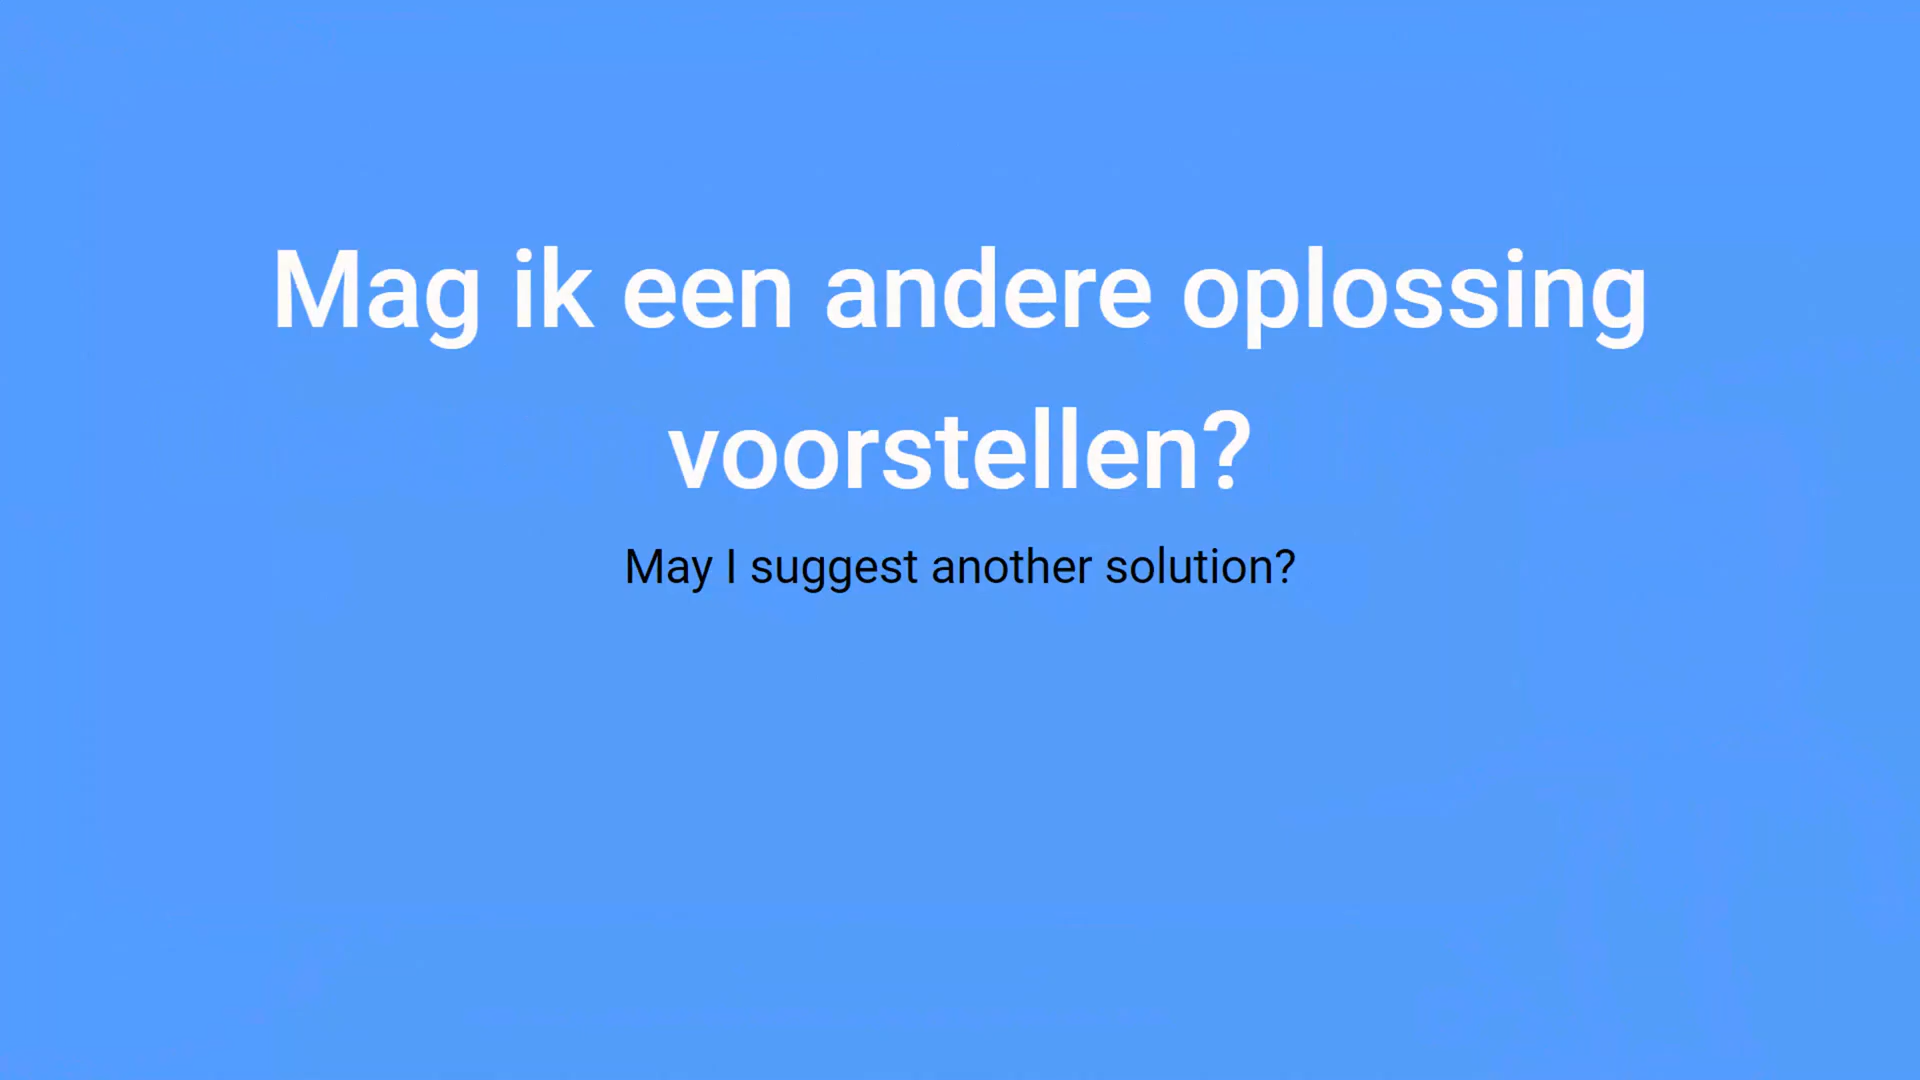 Mag ik een andere oplossing
voorstellen?
May I suggest another solution?